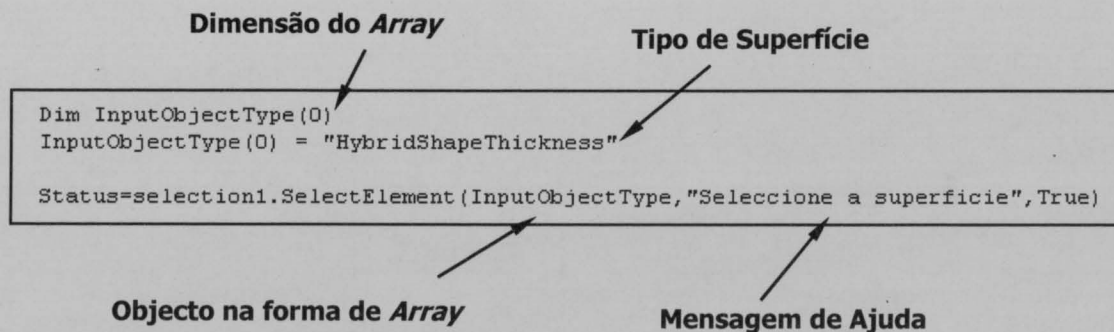 Dimensão do Array
Tipo de Superfície
Dim InputObjectType(0)
InputObjectType(0) = "HybridShapeThickness"
Status=selection1.SelectElement(InputObjectType,"Seleccione a superficie",True)
Objecto na forma de Array
Mensagem de Ajuda